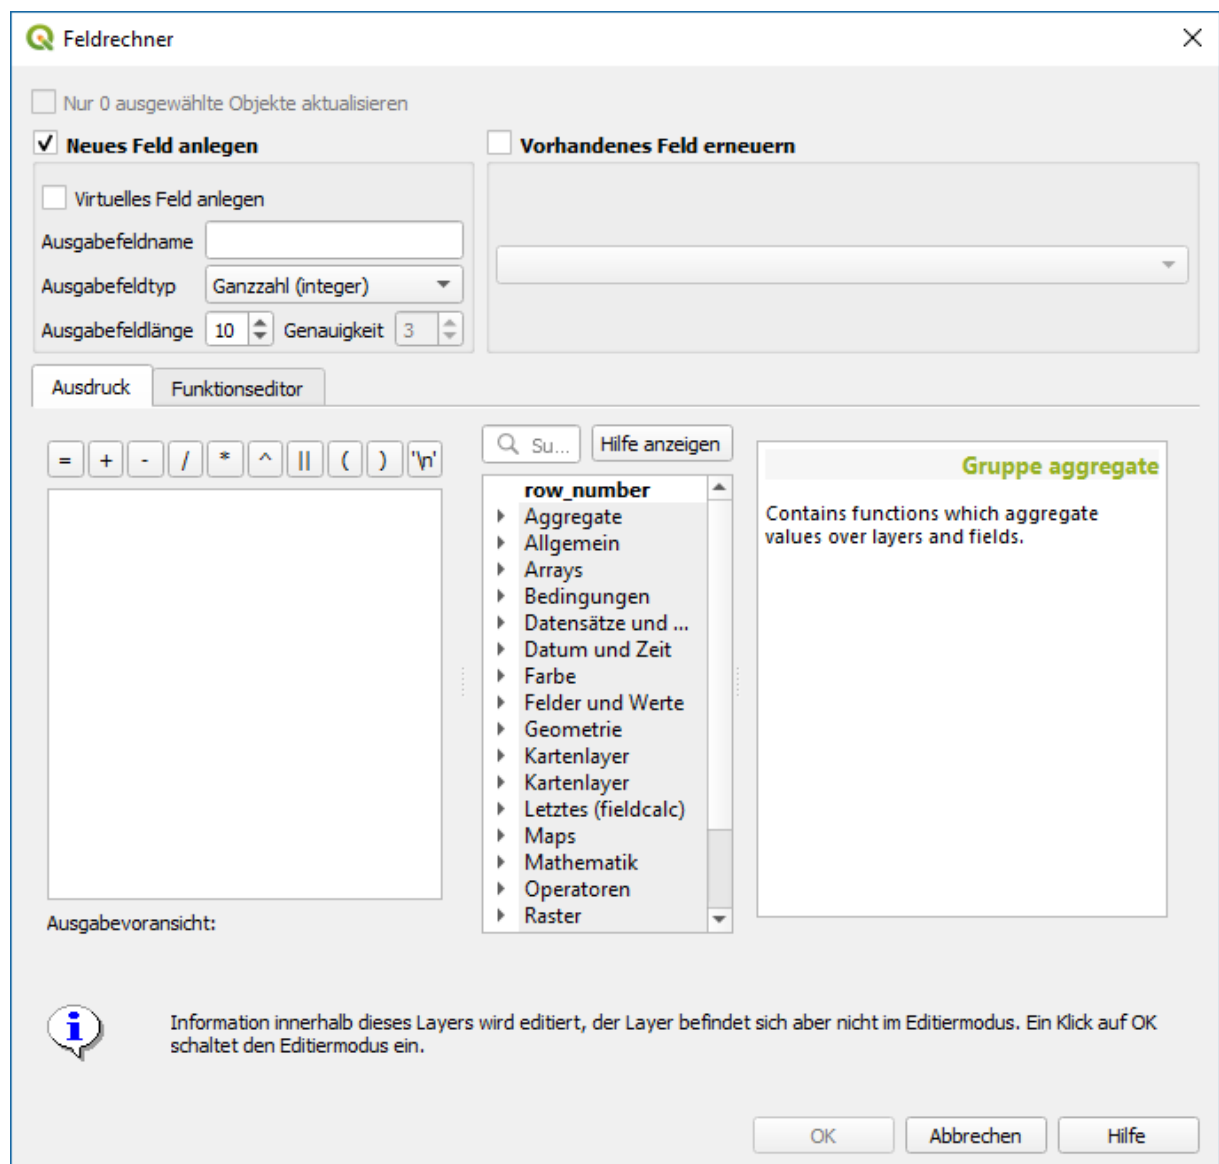 Feldrechner
Nur 0 ausgewählte Objekte aktualisieren
Neues Feld anlegen
Vorhandenes Feld erneuern
Virtuelles Feld anlegen
Ausgabefeldname
Ausgabefeldtyp Ganzzahl (integer)
Ausgabefeldlänge 10 Genauigkeit 3
Ausdruck Funktionseditor
= + - / * ^ || ( ) '\n'
Su... Hilfe anzeigen
row_number
Aggregate
Allgemein
Arrays
Bedingungen
Datensätze und ...
Datum und Zeit
Farbe
Felder und Werte
Geometrie
Kartenlayer
Kartenlayer
Letztes (fieldcalc)
Maps
Mathematik
Operatoren
Raster
Gruppe aggregate
Contains functions which aggregate
values over layers and fields.
Ausgabevoransicht:
Information innerhalb dieses Layers wird editiert, der Layer befindet sich aber nicht im Editiermodus. Ein Klick auf OK
schaltet den Editiermodus ein.
OK Abbrechen Hilfe